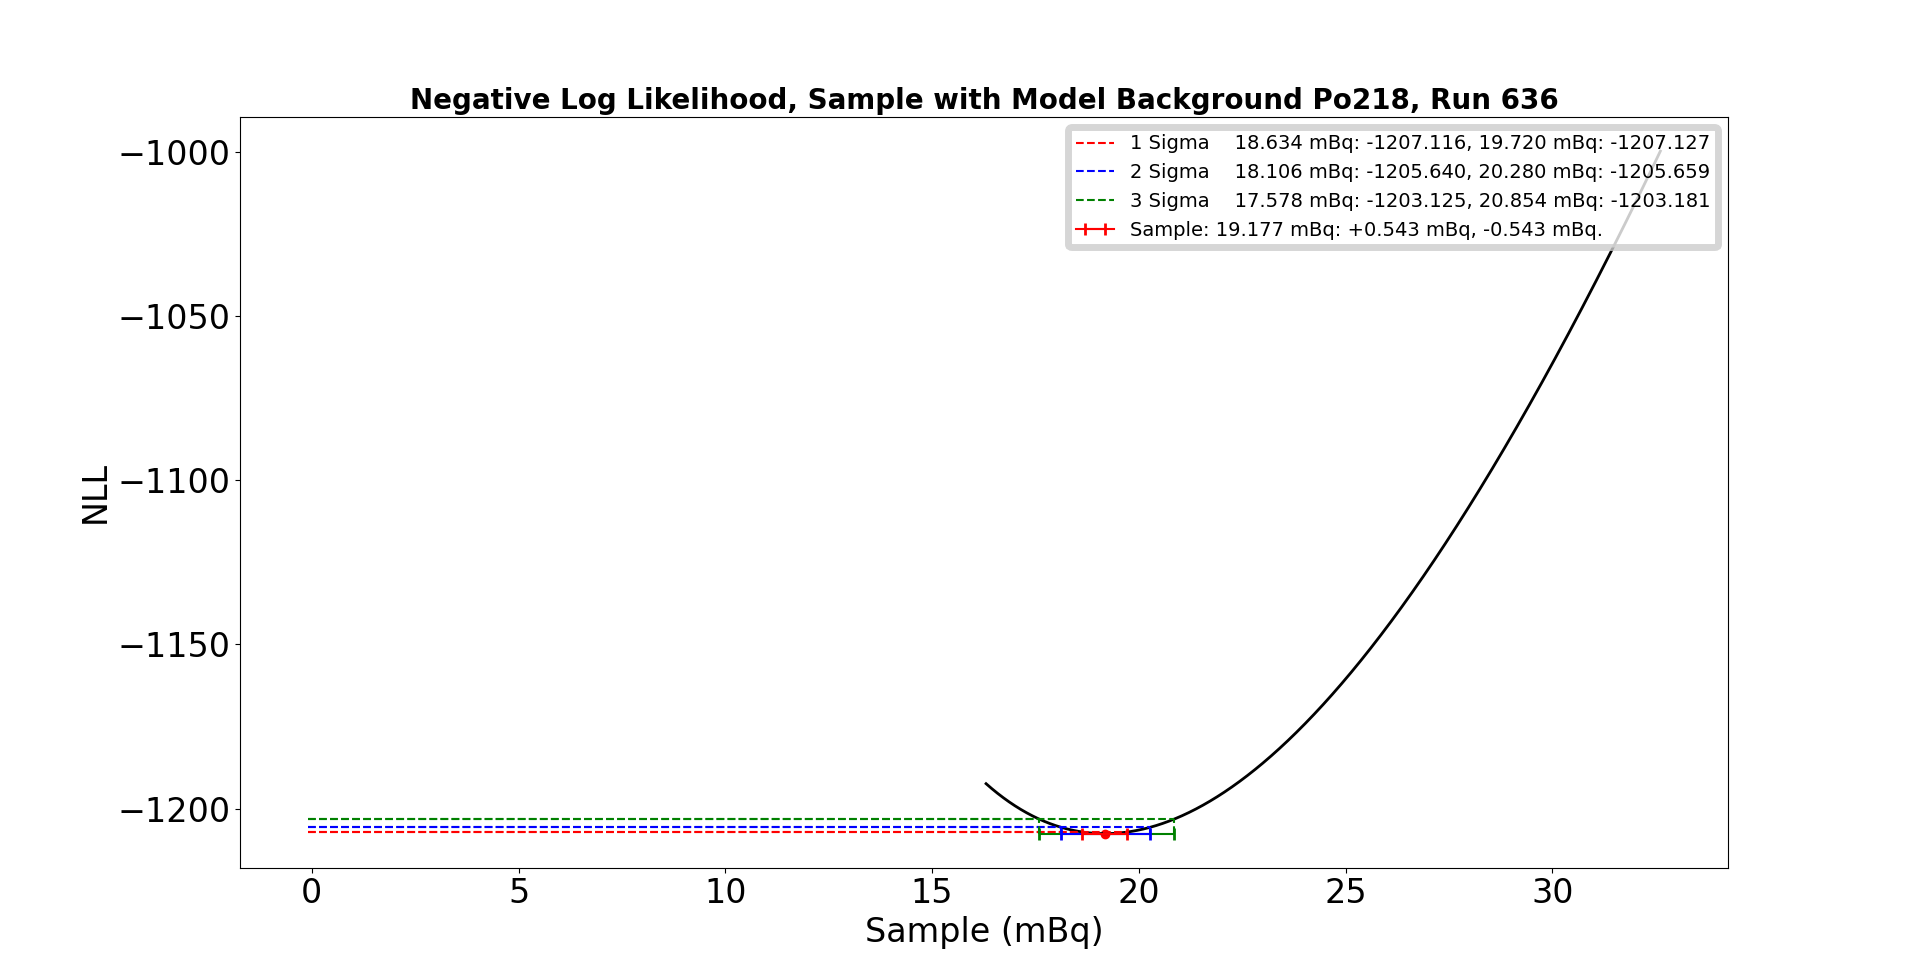 Negative Log Likelihood, Sample with Model Background Po218, Run 636
1 Sigma    18.634 mBq: -1207.116, 19.720 mBq: -1207.127
2 Sigma    18.106 mBq: -1205.640, 20.280 mBq: -1205.659
3 Sigma    17.578 mBq: -1203.125, 20.854 mBq: -1203.181
Sample: 19.177 mBq: +0.543 mBq, -0.543 mBq.
−1000
−1050
−1100
−1150
−1200
NLL
0 5 10 15 20 25 30
Sample (mBq)